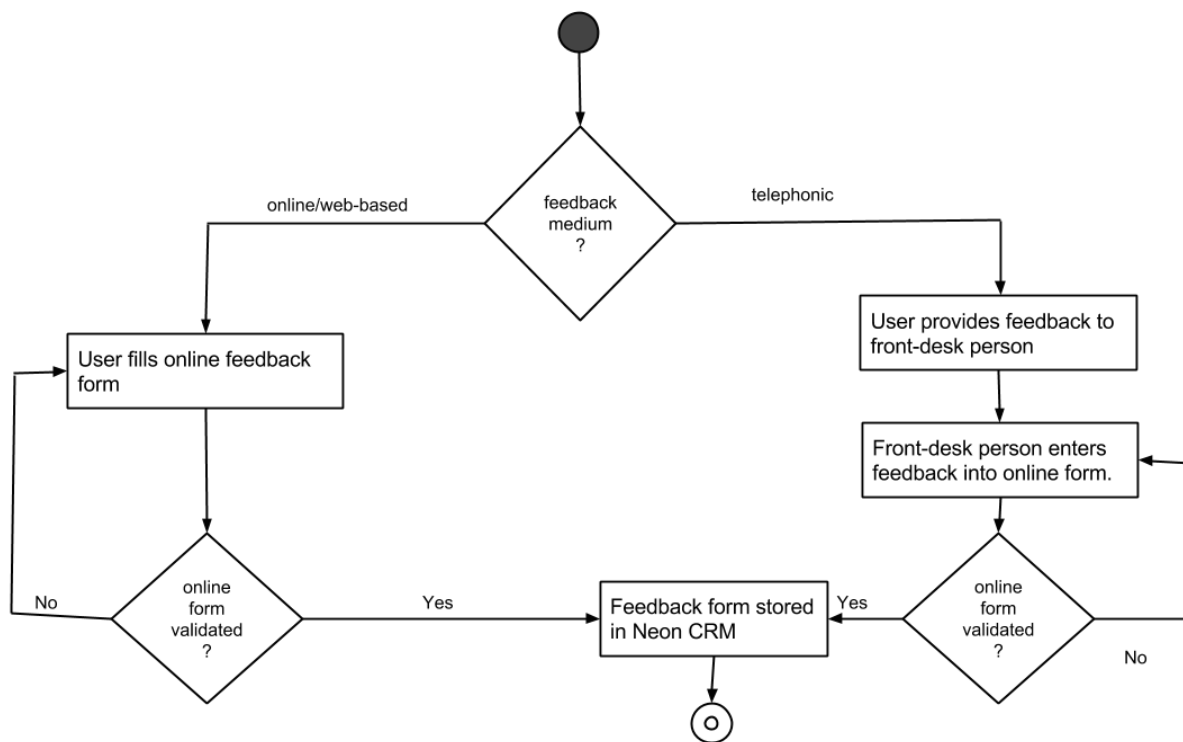 feedback
medium
?
online/web-based
telephonic
User provides feedback to
front-desk person
User fills online feedback
form
Front-desk person enters
feedback into online form.
online
form
validated
?
No
Yes
Feedback form stored
in Neon CRM
Yes
online
form
validated
?
No